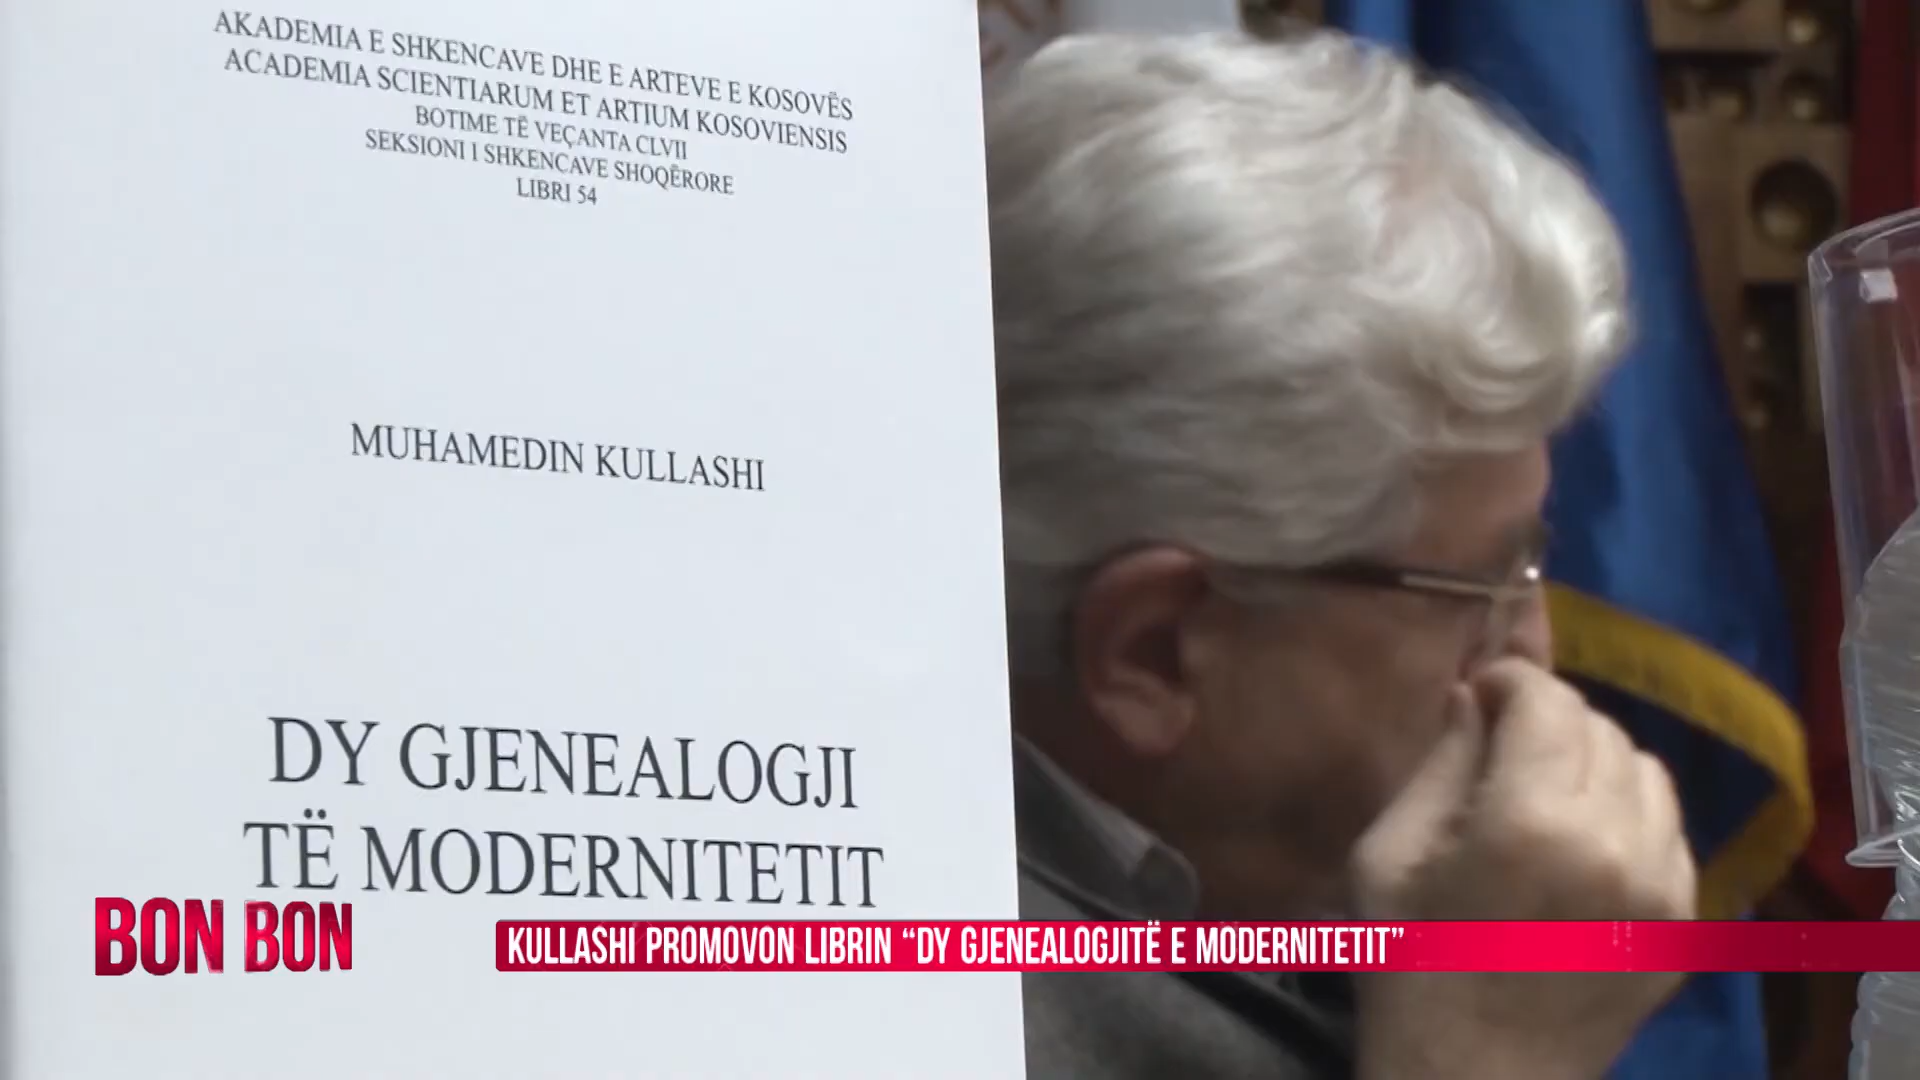 AKADEMIA E SHKENCAVE DHE E ARTEVE E KOSOVËS
ACADEMIA SCIENTIARUM ET ARTIUM KOSOVIENSIS
BOTIME TË VEÇANTA CLVII
SEKSIONI I SHKENCAVE SHOQËRORE
LIBRI 54
MUHAMEDIN KULLASHI
DY GJENEALOGJI
TË MODERNITETIT
BON BON
KULLASHI PROMOVON LIBRIN “DY GJENEALOGJITË E MODERNITETIT”